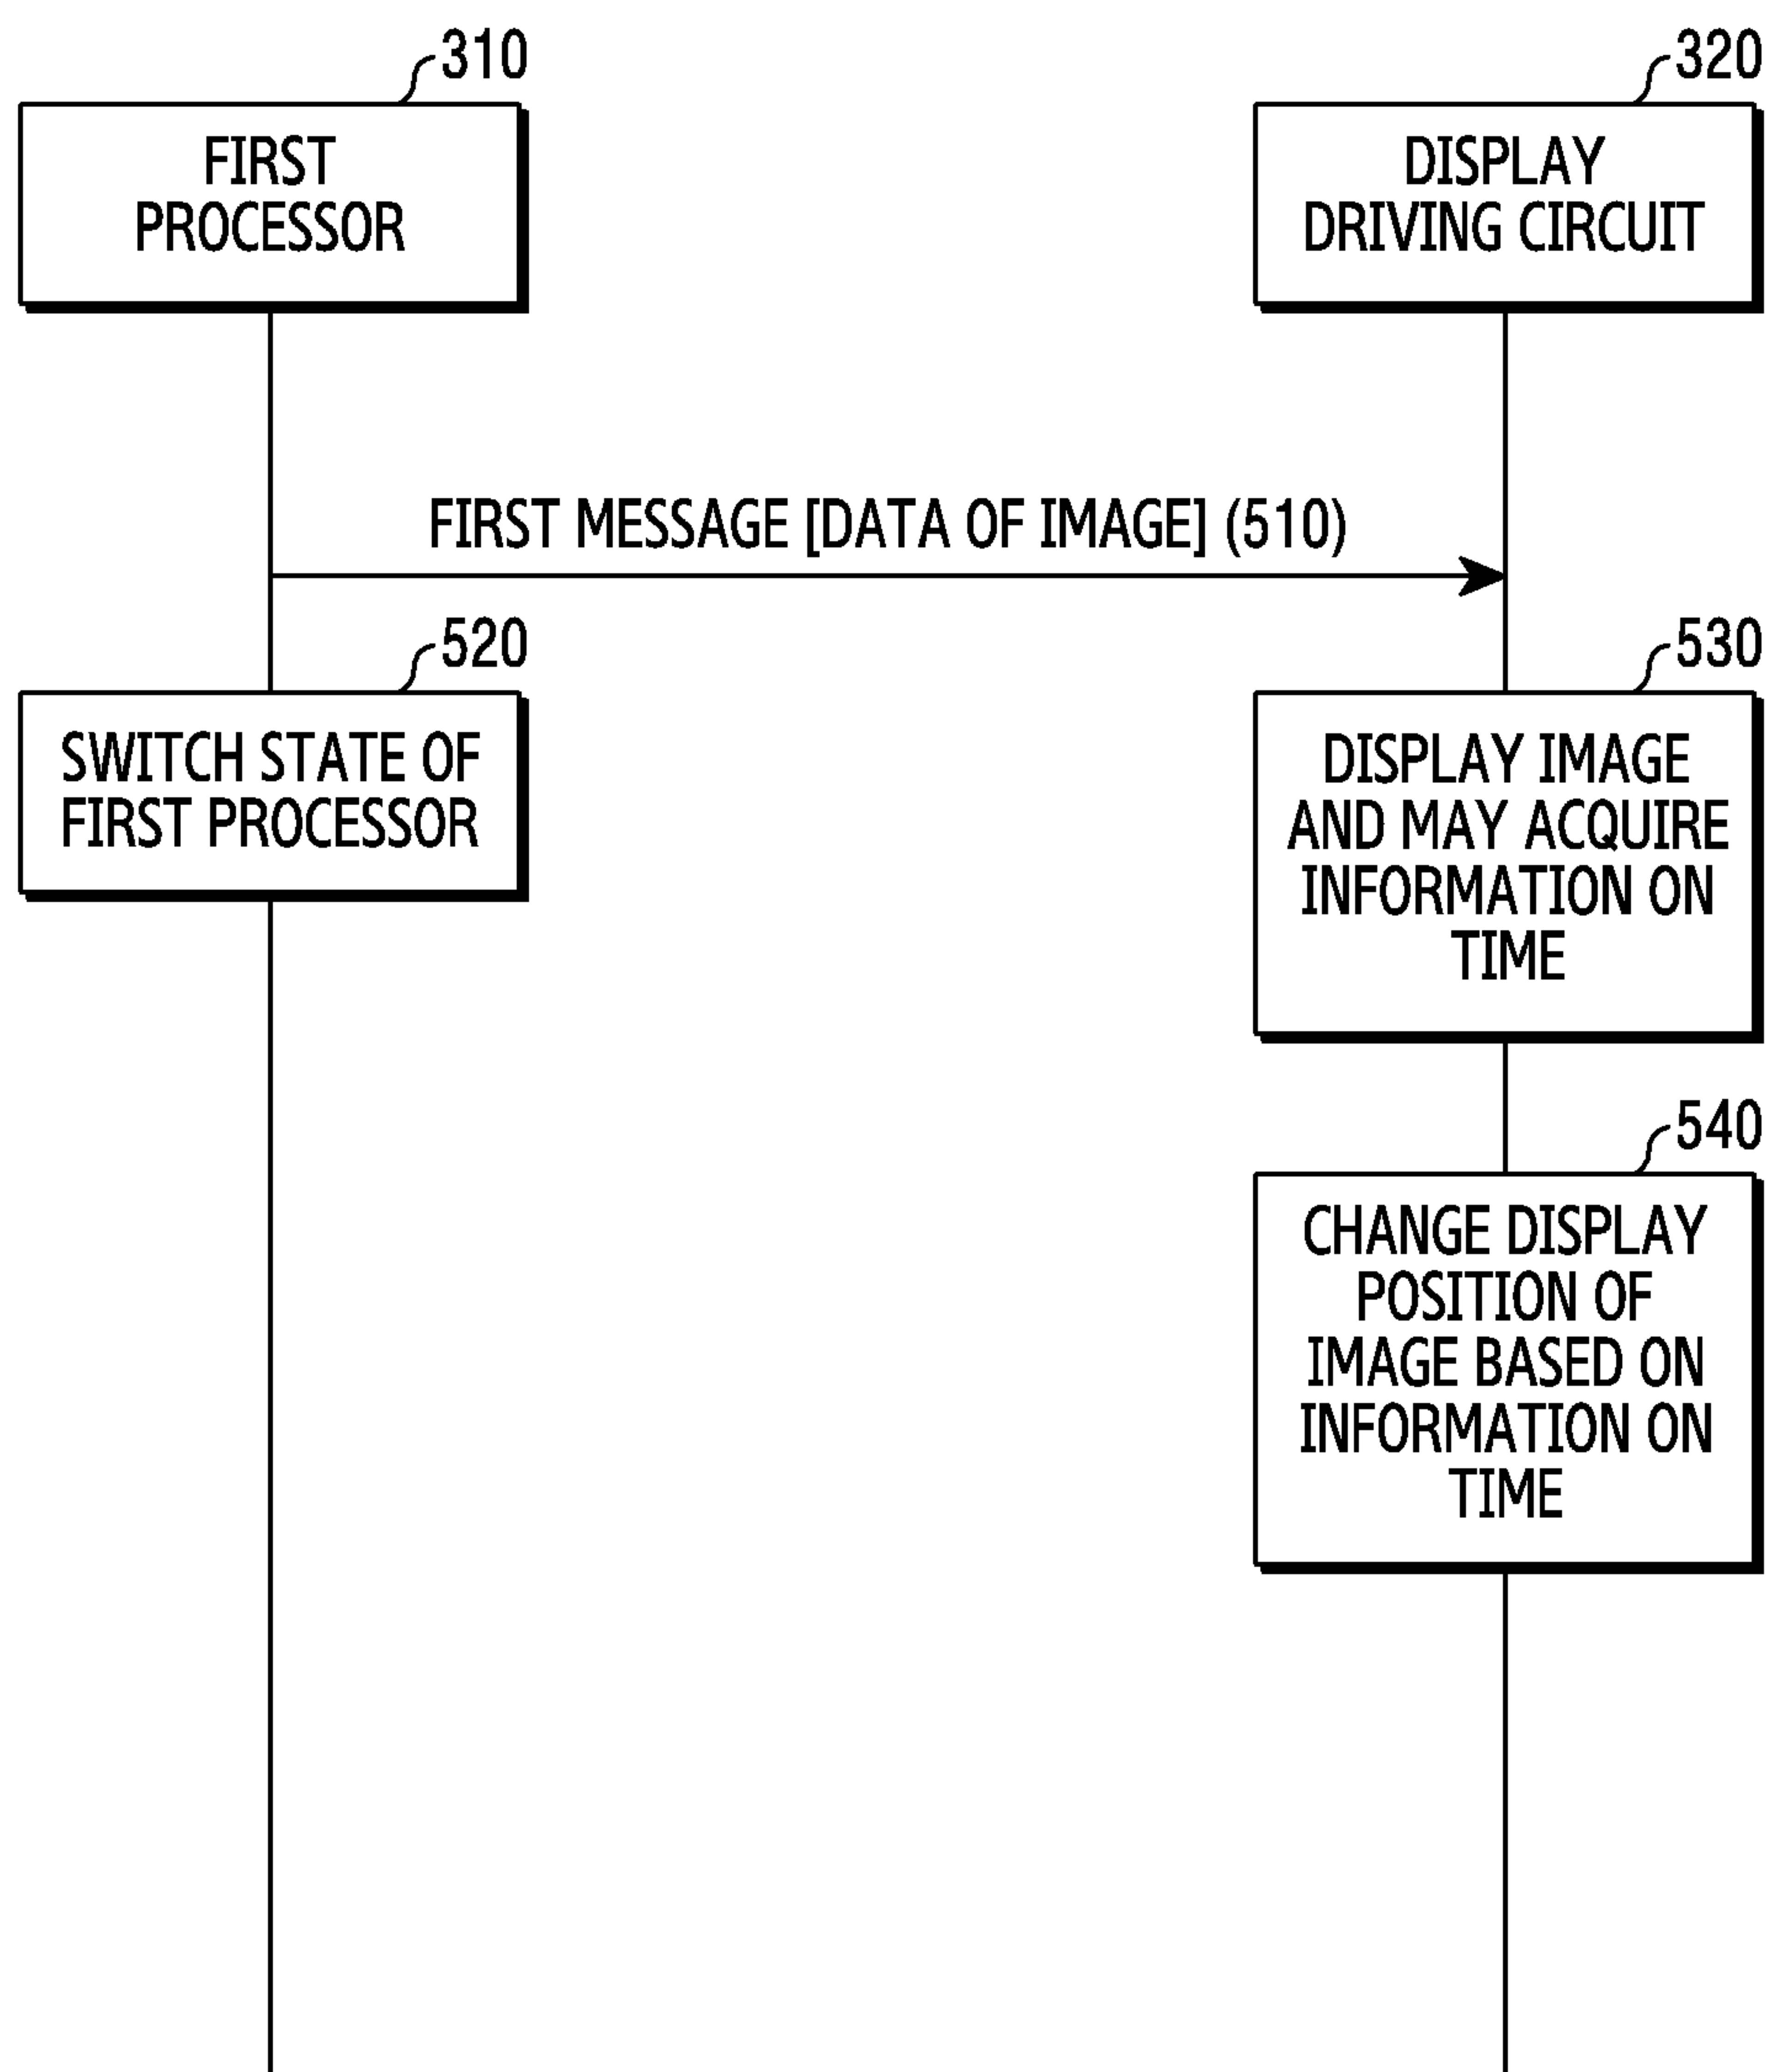 310
FIRST
PROCESSOR
320
DISPLAY
DRIVING CIRCUIT
FIRST MESSAGE [DATA OF IMAGE] (510)
520
SWITCH STATE OF
FIRST PROCESSOR
530
DISPLAY IMAGE
AND MAY ACQUIRE
INFORMATION ON
TIME
540
CHANGE DISPLAY
POSITION OF
IMAGE BASED ON
INFORMATION ON
TIME